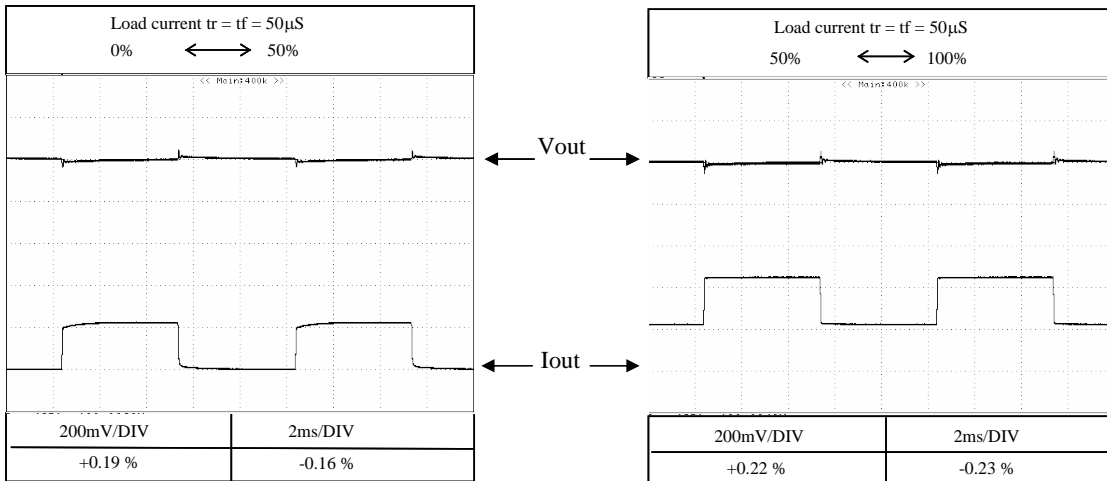 Load current tr = tf = 50µS
0% 50%
<< Main:400k >>
200mV/DIV 2ms/DIV
+0.19 % -0.16 %
Vout
Iout
Load current tr = tf = 50µS
50% 100%
<< Main:400k >>
200mV/DIV 2ms/DIV
+0.22 % -0.23 %